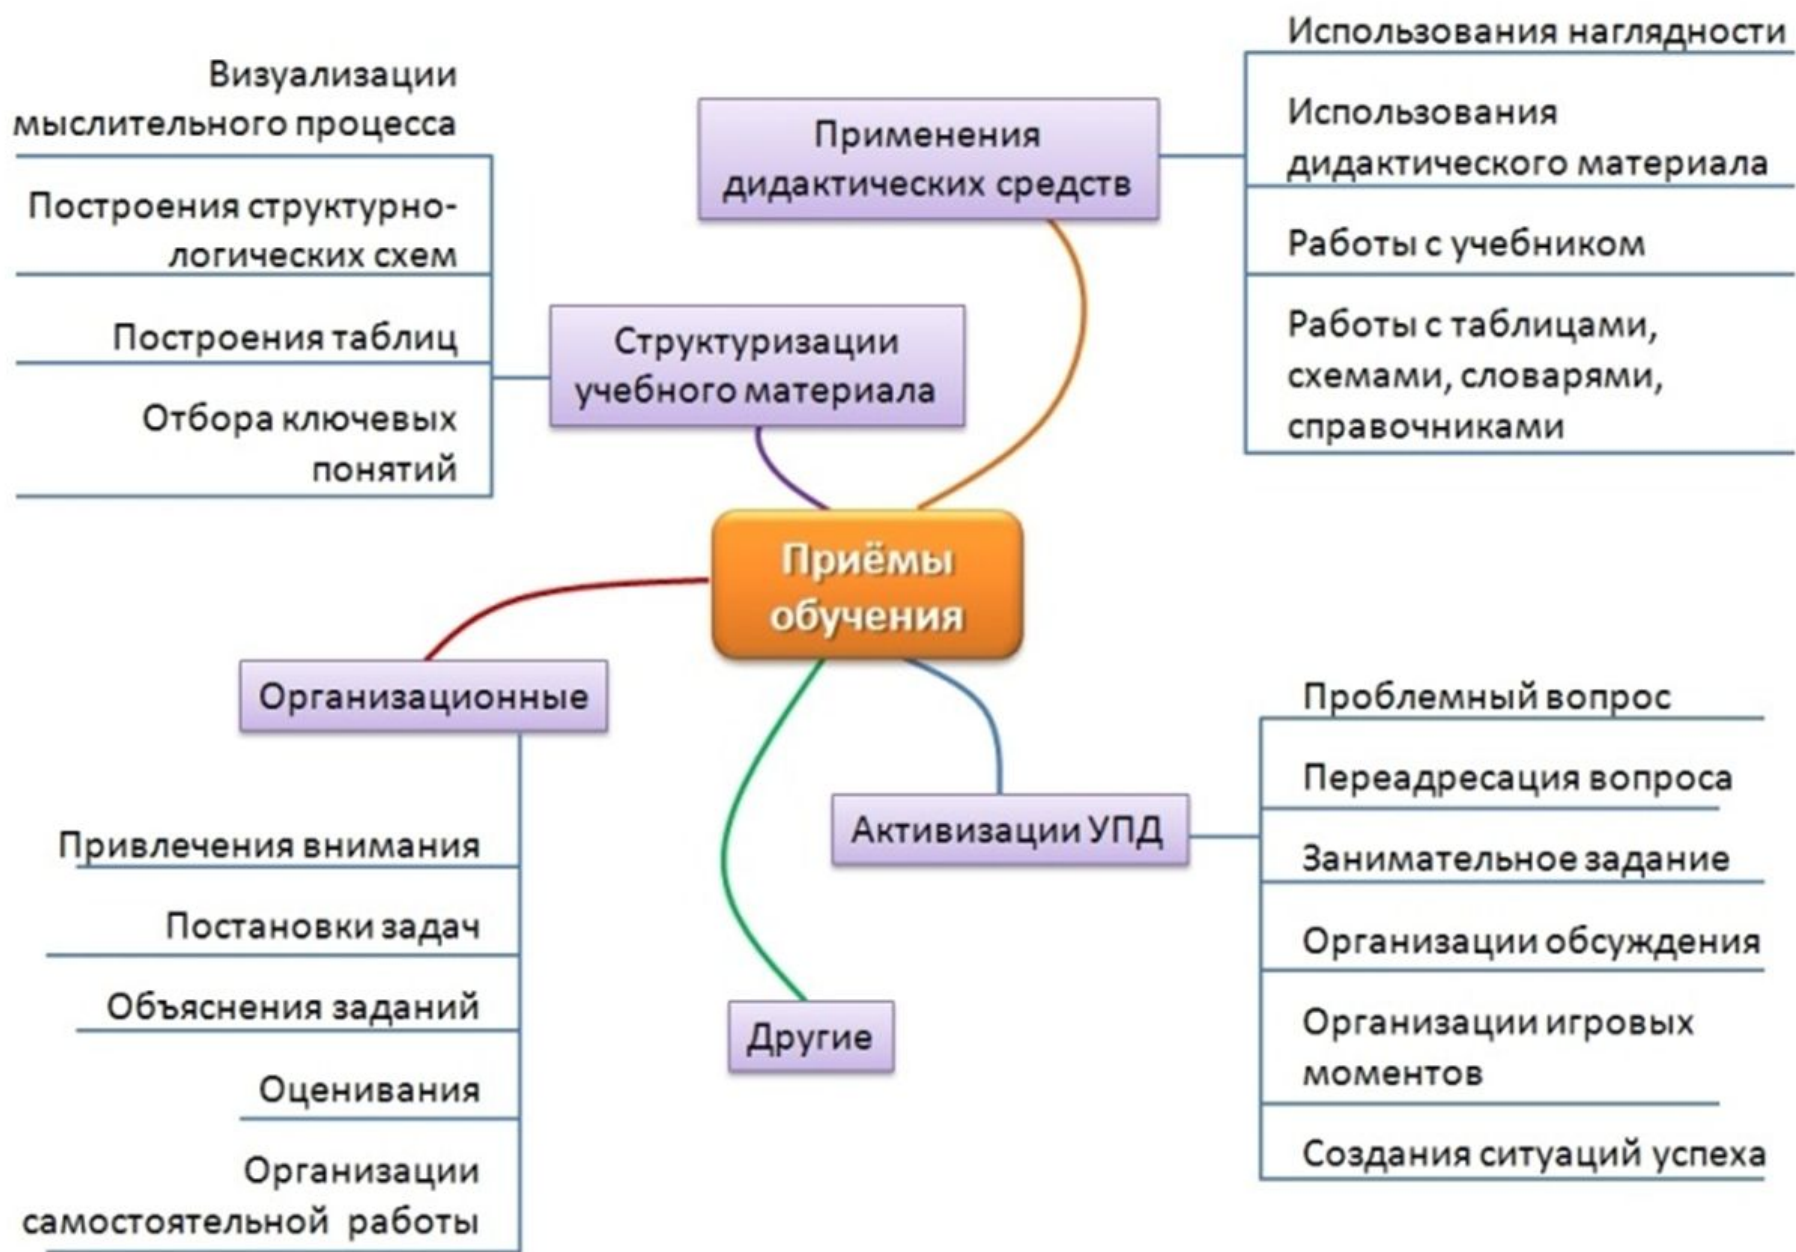 Приёмы
обучения
Применения
дидактических средств
Использования наглядности
Использования
дидактического материала
Работы с учебником
Работы с таблицами,
схемами, словарями,
справочниками
Структуризации
учебного материала
Визуализации
мыслительного процесса
Построения структурно-
логических схем
Построения таблиц
Отбора ключевых
понятий
Организационные
Привлечения внимания
Постановки задач
Объяснения заданий
Оценивания
Организации
самостоятельной работы
Другие
Активизации УПД
Проблемный вопрос
Переадресация вопроса
Занимательное задание
Организации обсуждения
Организации игровых
моментов
Создания ситуаций успеха